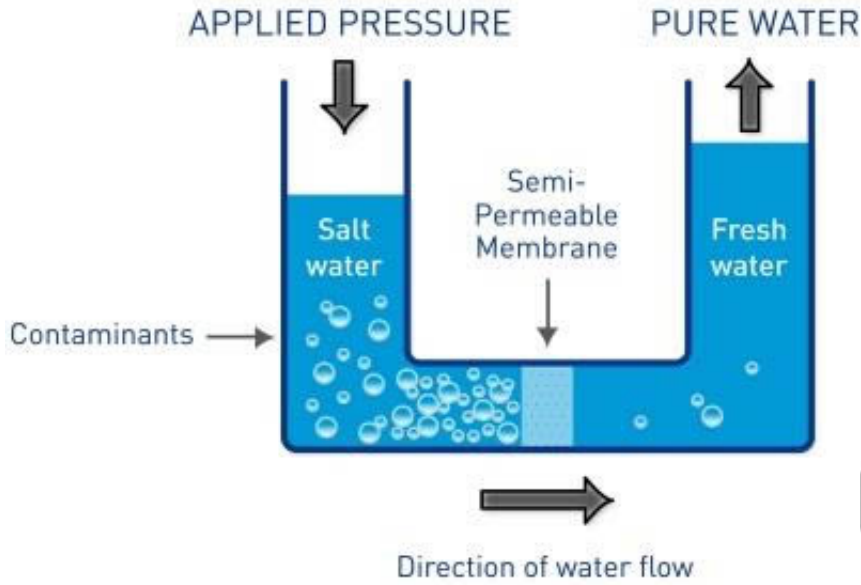 APPLIED PRESSURE
PURE WATER
Semi-
Permeable
Membrane
Salt
water
Fresh
water
Contaminants
Direction of water flow